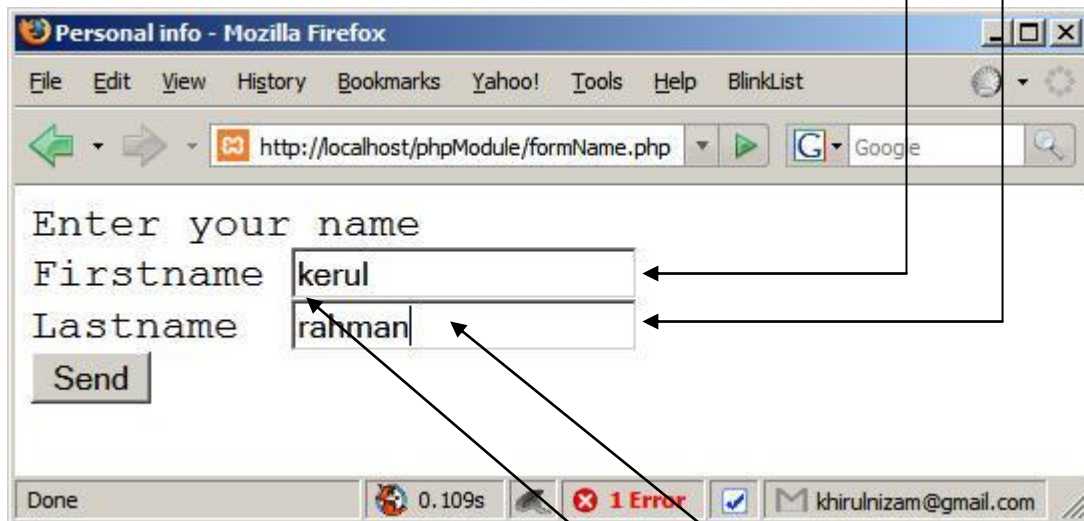 Personal info - Mozilla Firefox
File Edit View History Bookmarks Yahoo! Tools Help BlinkList
http://localhost/phpModule/formName.php G Google
Enter your name
Firstname kerul
Lastname rahman
Send
Done 0.109s 1 Error khirulnizam@gmail.com